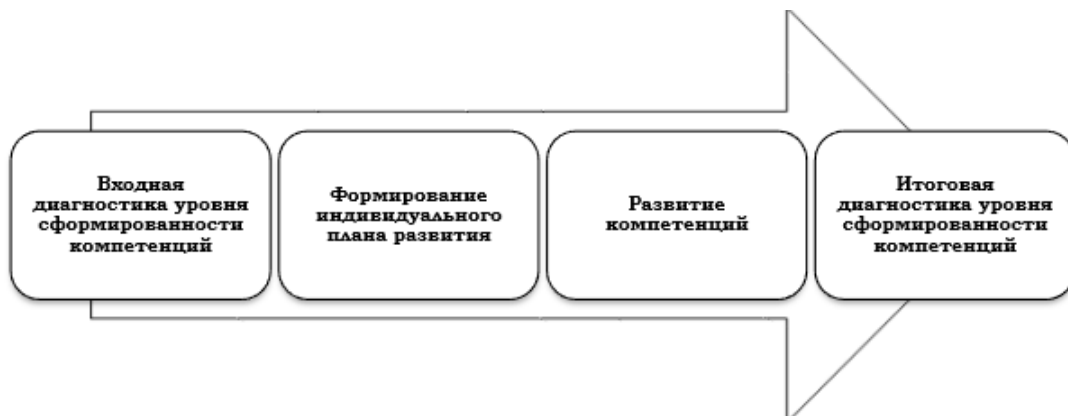 Входная
диагностика уровня
сформированности
компетенций
Формирование
индивидуального
плана развития
Развитие
компетенций
Итоговая
диагностика уровня
сформированности
компетенций